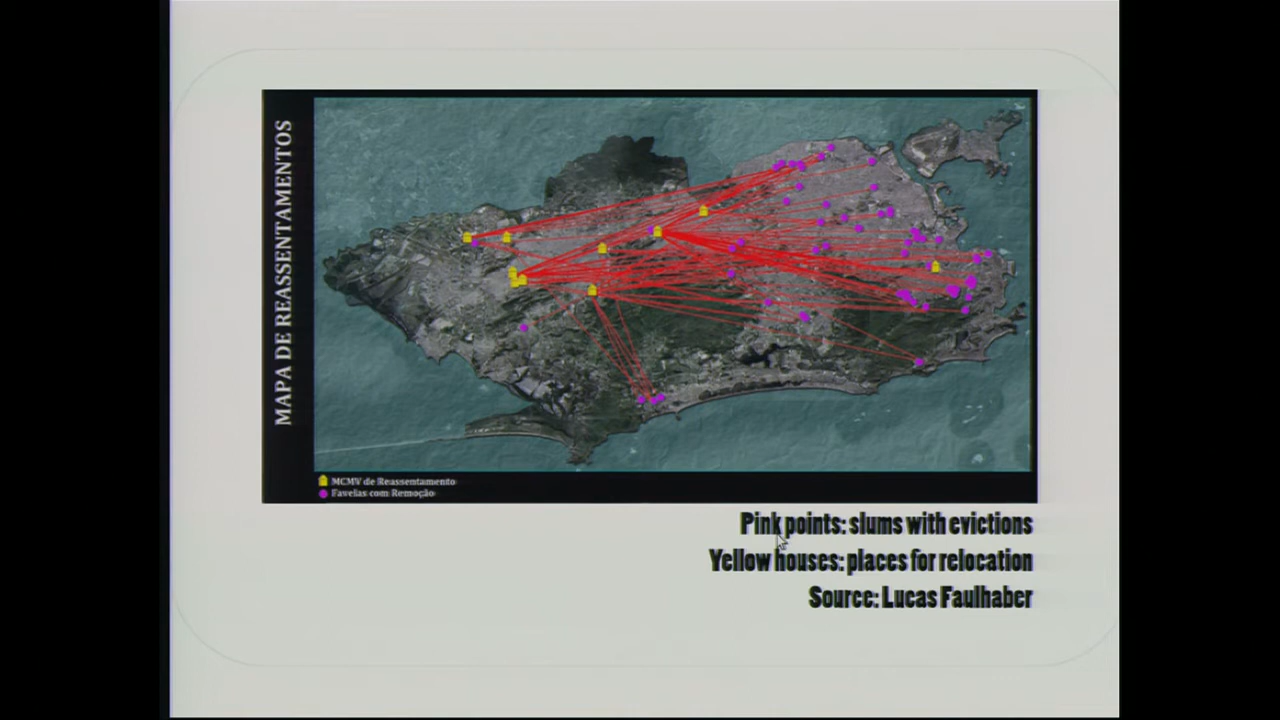 MAPA DE REASSENTAMENTOS
MCMV de Reassentamento
Favelas com Remoção
Pink points: slums with evictions
Yellow houses: places for relocation
Source: Lucas Faulhaber